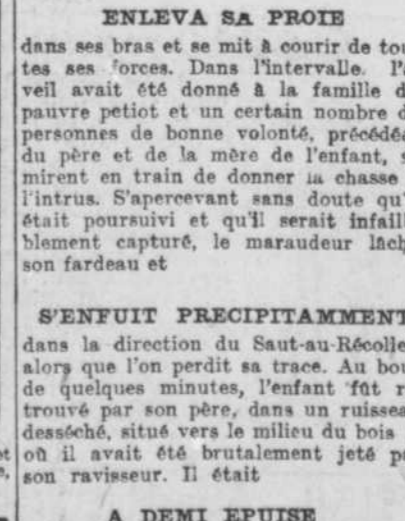 ENLEVA SA PROIE
dans ses bras et se mit à courir de tou
tes ses forces. Dans l'intervalle. l'
veil avait été donné à la famille d
pauvre petiot et un certain nombre d
personnes de bonne volonté, précédé
du père et de la mère de l'enfant, s
mirent en train de donner la chasse
l'intrus. S'apercevant sans doute qu'
était poursuivi et qu'il serait infail
blement capturé, le maraudeur lâch
son fardeau et
S'ENFUIT PRECIPITAMMENT
dans la direction du Saut-au-Récolle
alors que l'on perdit sa trace. Au bou
de quelques minutes, l'enfant fût r
trouvé par son père, dans un ruissea
desséché, situé vers le milieu du bois
où il avait été brutalement jeté p
son ravisseur. Il était
A DEMI EPUISE